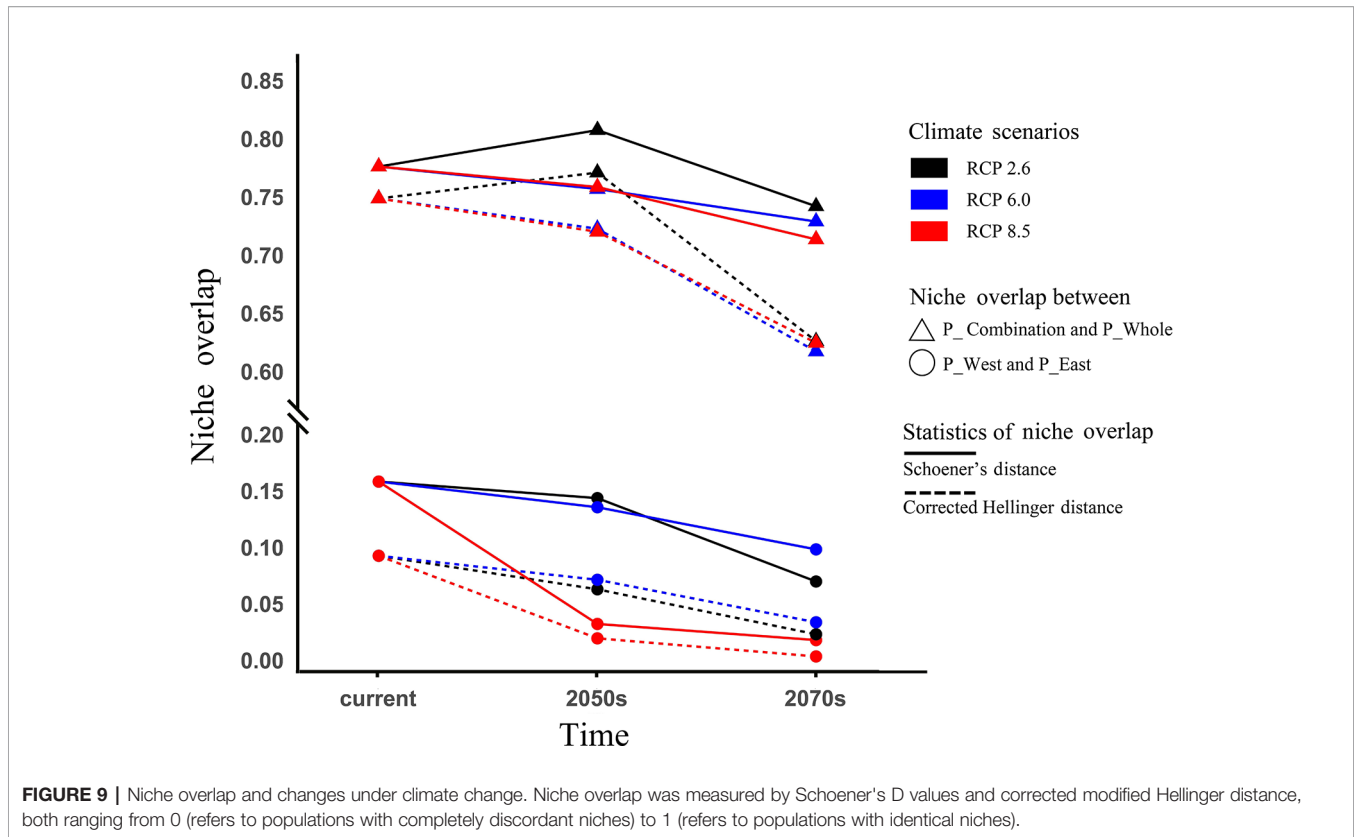 0.85
0.80
0.75
0.70
0.65
0.60
0.20
0.15
0.10
0.05
0.00
Niche overlap
current 2050s 2070s
Time
Climate scenarios
RCP 2.6
RCP 6.0
RCP 8.5
Niche overlap between
P_Combination and P_Whole
P_West and P_East
Statistics of niche overlap
Schoener's distance
Corrected Hellinger distance
FIGURE 9 | Niche overlap and changes under climate change. Niche overlap was measured by Schoener's D values and corrected modified Hellinger distance,
both ranging from 0 (refers to populations with completely discordant niches) to 1 (refers to populations with identical niches).